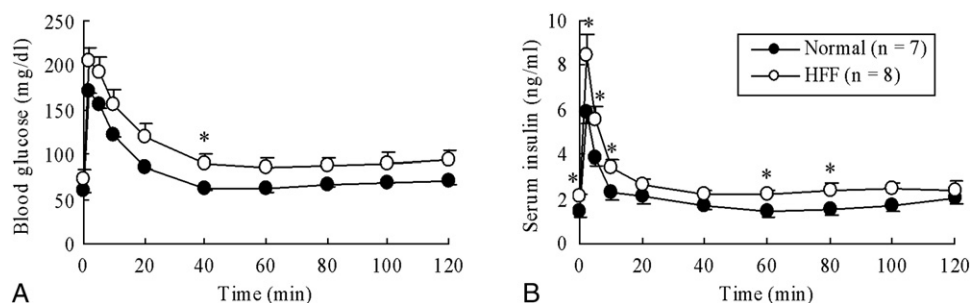 Blood glucose (mg/dl)
250
200
150
100
50
0
*
0 20 40 60 80 100 120
Time (min)
A
Serum insulin (ng/ml)
10
8
6
4
2
0
* * * * * *
Normal (n = 7)
HFF (n = 8)
0 20 40 60 80 100 120
Time (min)
B